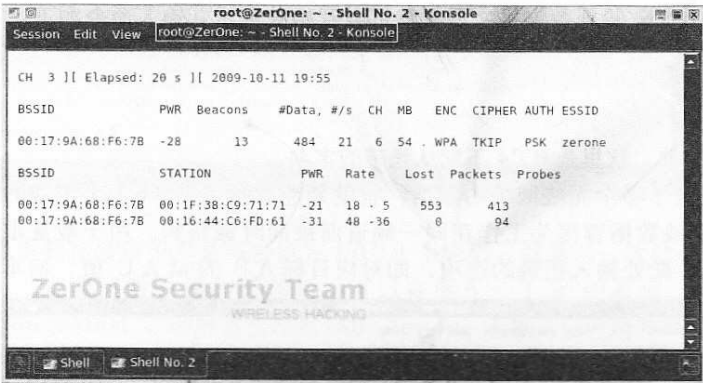 root@ZerOne: ~ - Shell No. 2 - Konsole
Session Edit View root@ZerOne: ~ - Shell No. 2 - Konsole
CH 3 ][ Elapsed: 20 s ][ 2009-10-11 19:55
BSSID PWR Beacons #Data, #/s CH MB ENC CIPHER AUTH ESSID
00:17:9A:68:F6:7B -28 13 484 21 6 54 . WPA TKIP PSK zerone
BSSID STATION PWR Rate Lost Packets Probes
00:17:9A:68:F6:7B 00:1F:38:C9:71:71 -21 18 - 5 553 413
00:17:9A:68:F6:7B 00:16:44:C6:FD:61 -31 48 -36 0 94
ZerOne Security Team
WIRELESS HACKING
Shell Shell No. 2